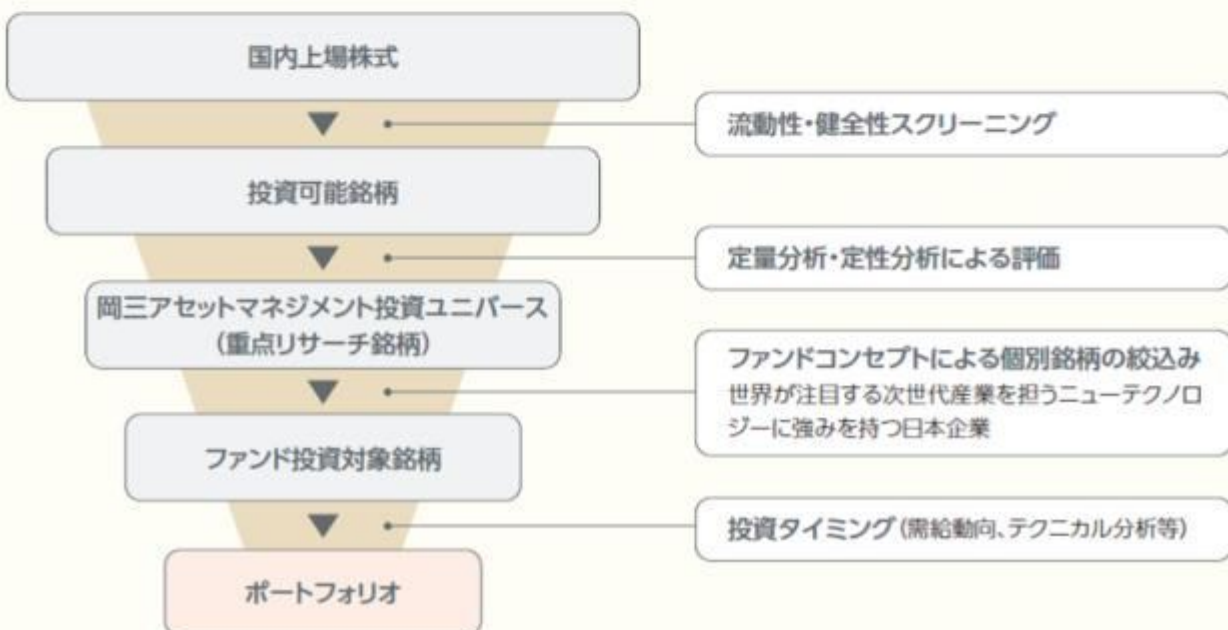 国内上場株式
流動性・健全性スクリーニング
投資可能銘柄
定量分析・定性分析による評価
岡三アセットマネジメント投資ユニバース
（重点リサーチ銘柄）
ファンドコンセプトによる個別銘柄の絞込み
世界が注目する次世代産業を担うニューテクノロ
ジーに強みを持つ日本企業
ファンド投資対象銘柄
投資タイミング（需給動向、テクニカル分析等）
ポートフォリオ